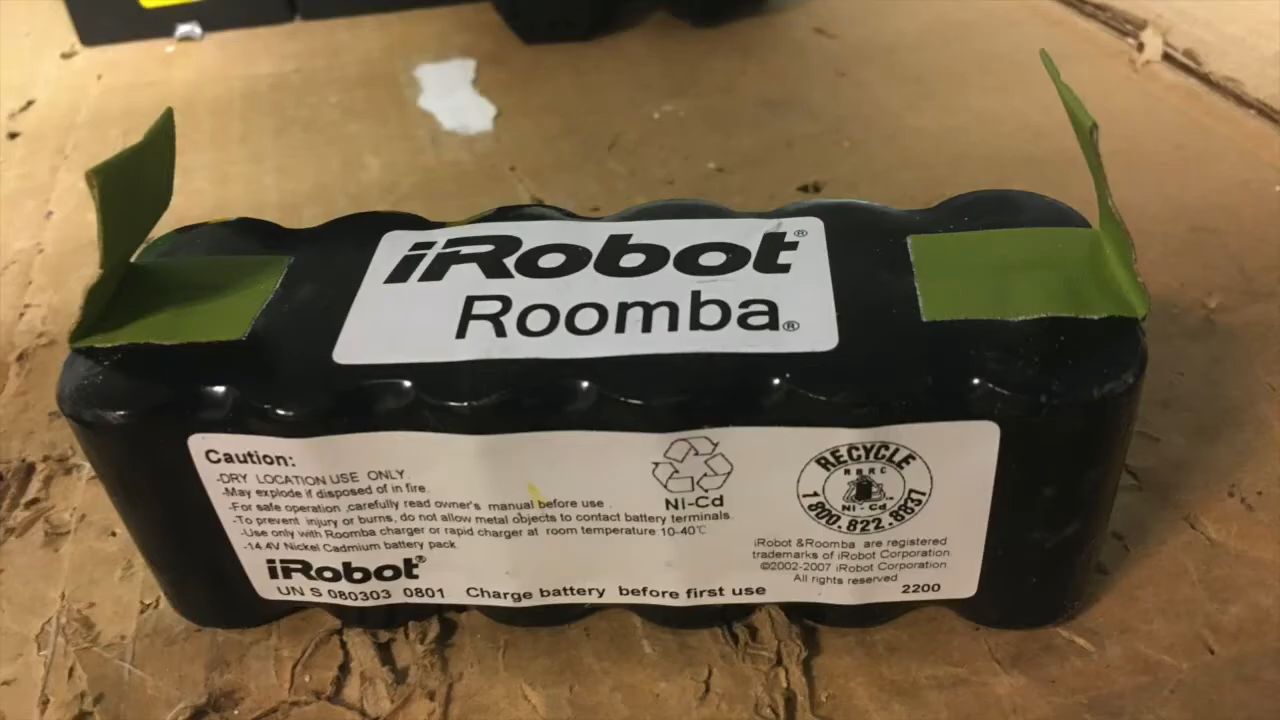 iRobot®
Roomba®
Caution:
-DRY LOCATION USE ONLY.
-May explode if disposed of in fire.
-For safe operation ,carefully read owner's manual before use .
-To prevent injury or burns, do not allow metal objects to contact battery terminals.
-Use only with Roomba charger or rapid charger at room temperature 10-40℃
-14.4V Nickel Cadmium battery pack.
iRobot®
UN S 080303 0801 Charge battery before first use
Ni-Cd
RECYCLE
RBRC
Ni-Cd
1.800.822.8837
iRobot &Roomba are registered
trademarks of iRobot Corporation
©2002-2007 iRobot Corporation.
All rights reserved
2200